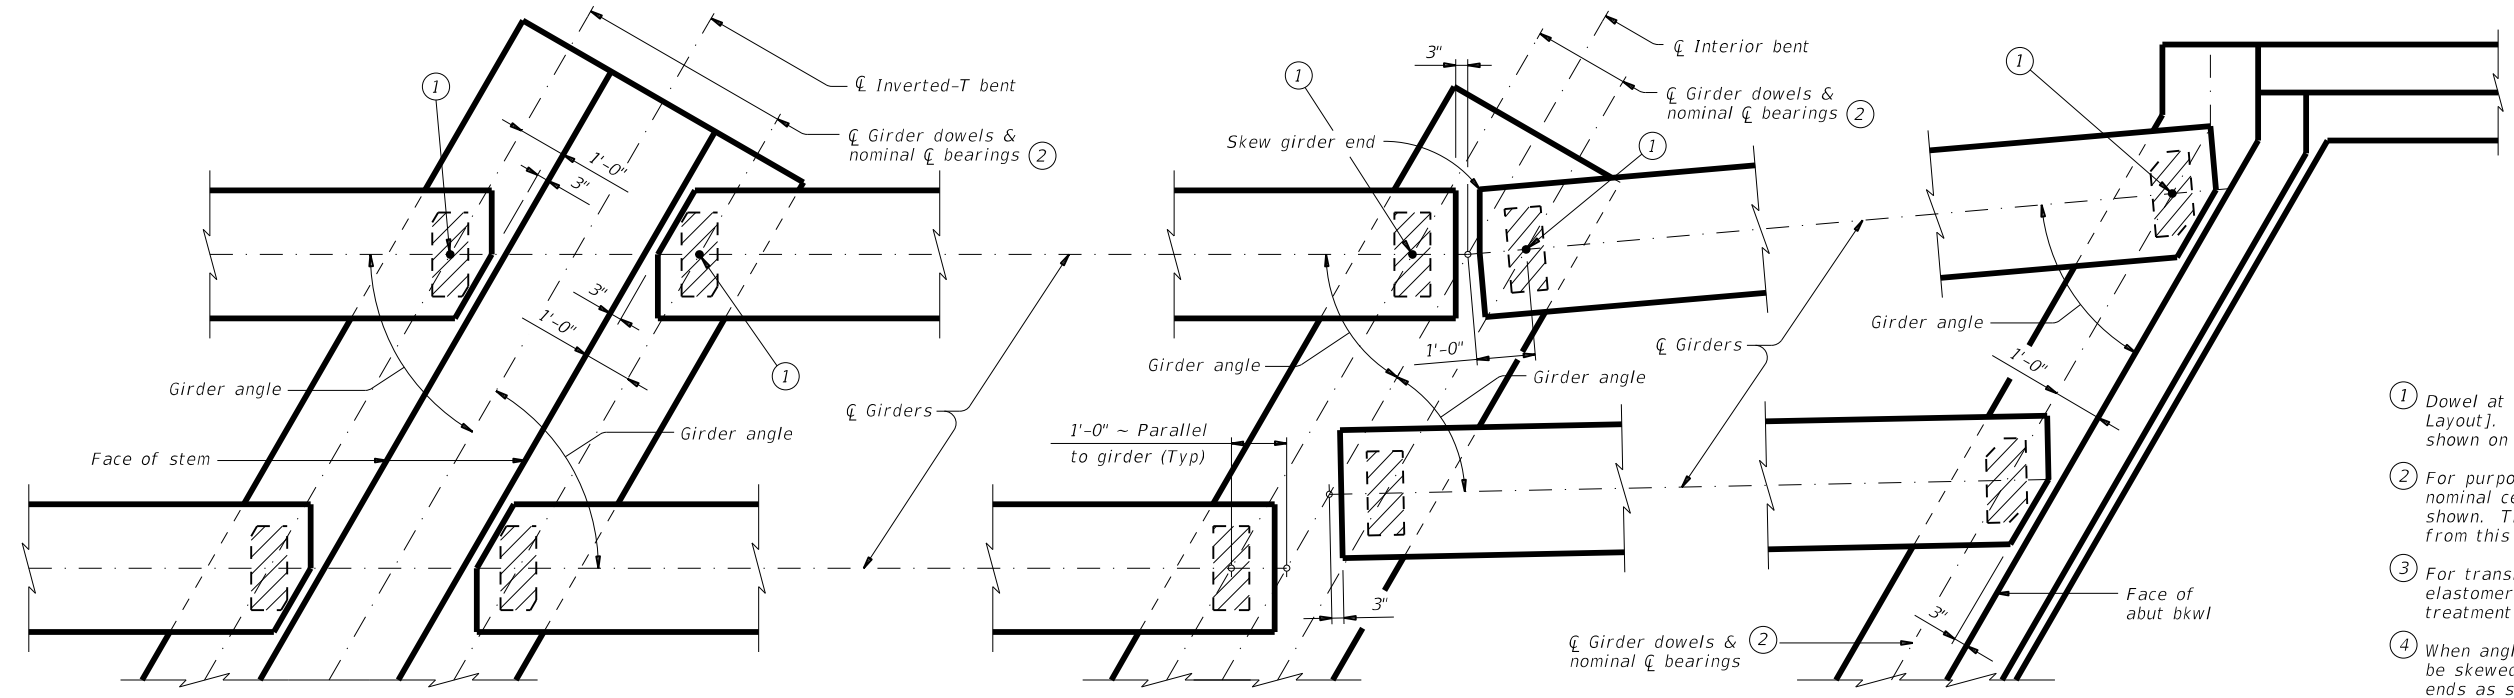 1
℄ Inverted-T bent
℄ Girder dowels &
nominal ℄ bearings 2
1'-0"
3"
3"
1'-0"
1
Girder angle
Girder angle
Face of stem
℄ Girders
3"
1
℄ Interior bent
℄ Girder dowels &
nominal ℄ bearings 2
Skew girder end
1
1'-0"
Girder angle
Girder angle
1'-0" ~ Parallel
to girder (Typ)
3"
℄ Girders
1
Girder angle
1'-0"
3"
Face of
abut bkwl
℄ Girder dowels & 2
nominal ℄ bearings
1 Dowel at
Layout].
shown on
2 For purpo
nominal ce
shown. T
from this
3 For trans
elastomer
treatment
4 When angl
be skewed
ends as s